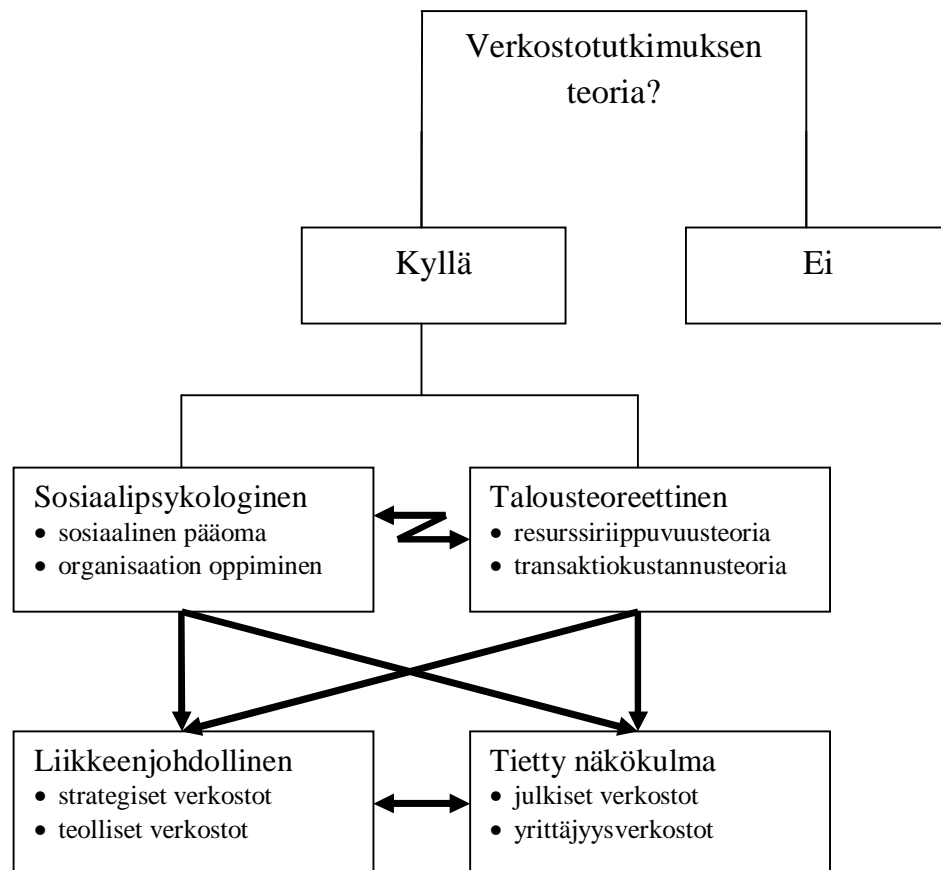 Verkostotutkimuksen
teoria?
Kyllä
Ei
Sosiaalipsykologinen
• sosiaalinen pääoma
• organisaation oppiminen
Talousteoreettinen
• resurssiriippuvuusteoria
• transaktiokustannusteoria
Liikkeenjohdollinen
• strategiset verkostot
• teolliset verkostot
Tietty näkökulma
• julkiset verkostot
• yrittäjyysverkostot